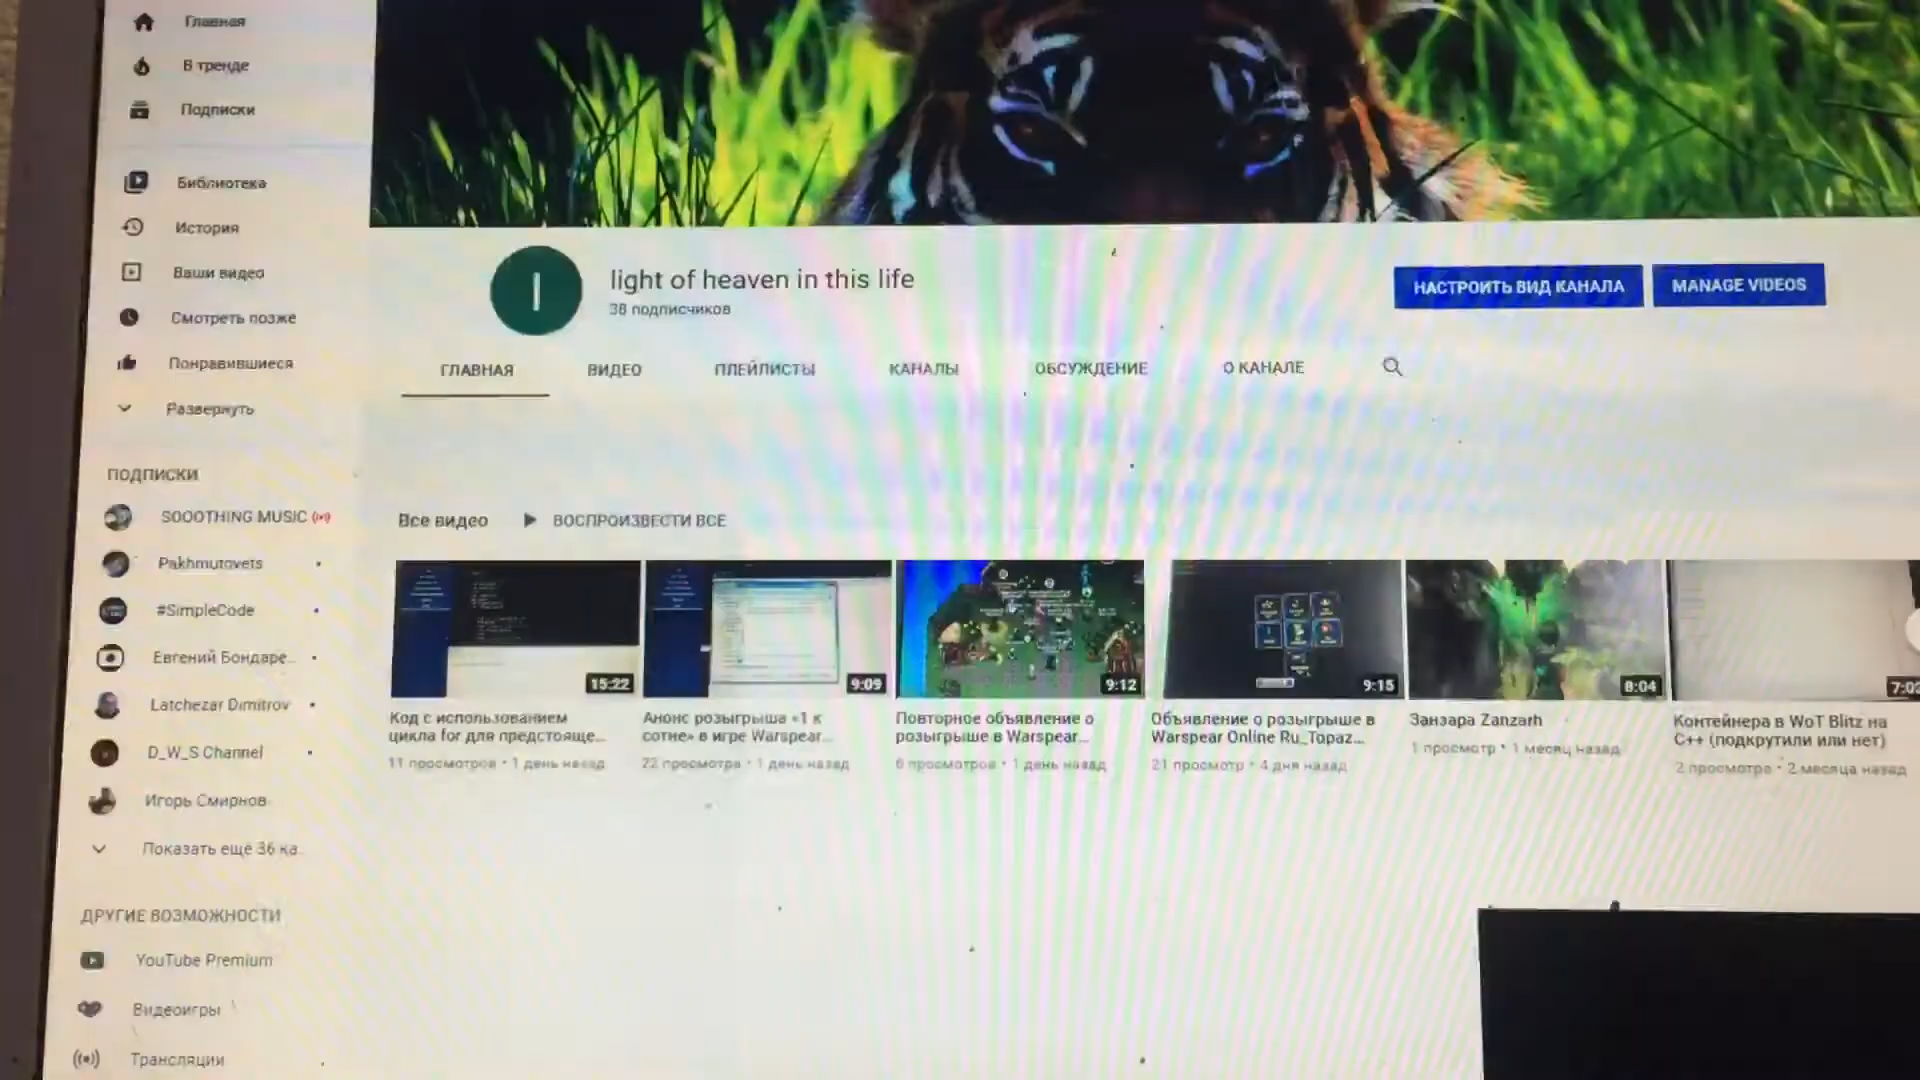 Главная
В тренде
Подписки
Библиотека
История
Ваши видео
Смотреть позже
Понравившиеся
Развернуть
ПОДПИСКИ
SOOOTHING MUSIC
Pakhmutovets
#SimpleCode
Евгений Бондаре...
Latchezar Dimitrov
D_W_S Channel
Игорь Смирнов
Показать ещё 36 ка...
ДРУГИЕ ВОЗМОЖНОСТИ
YouTube Premium
Видеоигры
Трансляции
I
light of heaven in this life
38 подписчиков
НАСТРОИТЬ ВИД КАНАЛА
MANAGE VIDEOS
ГЛАВНАЯ
ВИДЕО
ПЛЕЙЛИСТЫ
КАНАЛЫ
ОБСУЖДЕНИЕ
О КАНАЛЕ
Все видео
ВОСПРОИЗВЕСТИ ВСЕ
15:22
Код с использованием
цикла for для предстояще...
11 просмотров • 1 день назад
9:09
Анонс розыгрыша «1 к
сотне» в игре Warspear...
22 просмотра • 1 день назад
9:12
Повторное объявление о
розыгрыше в Warspear...
6 просмотров • 1 день назад
9:15
Объявление о розыгрыше в
Warspear Online Ru_Topaz...
21 просмотр • 4 дня назад
8:04
Занзара Zanzarh
1 просмотр • 1 месяц назад
7:02
Контейнера в WoT Blitz на
C++ (подкрутили или нет)
2 просмотра • 2 месяца назад